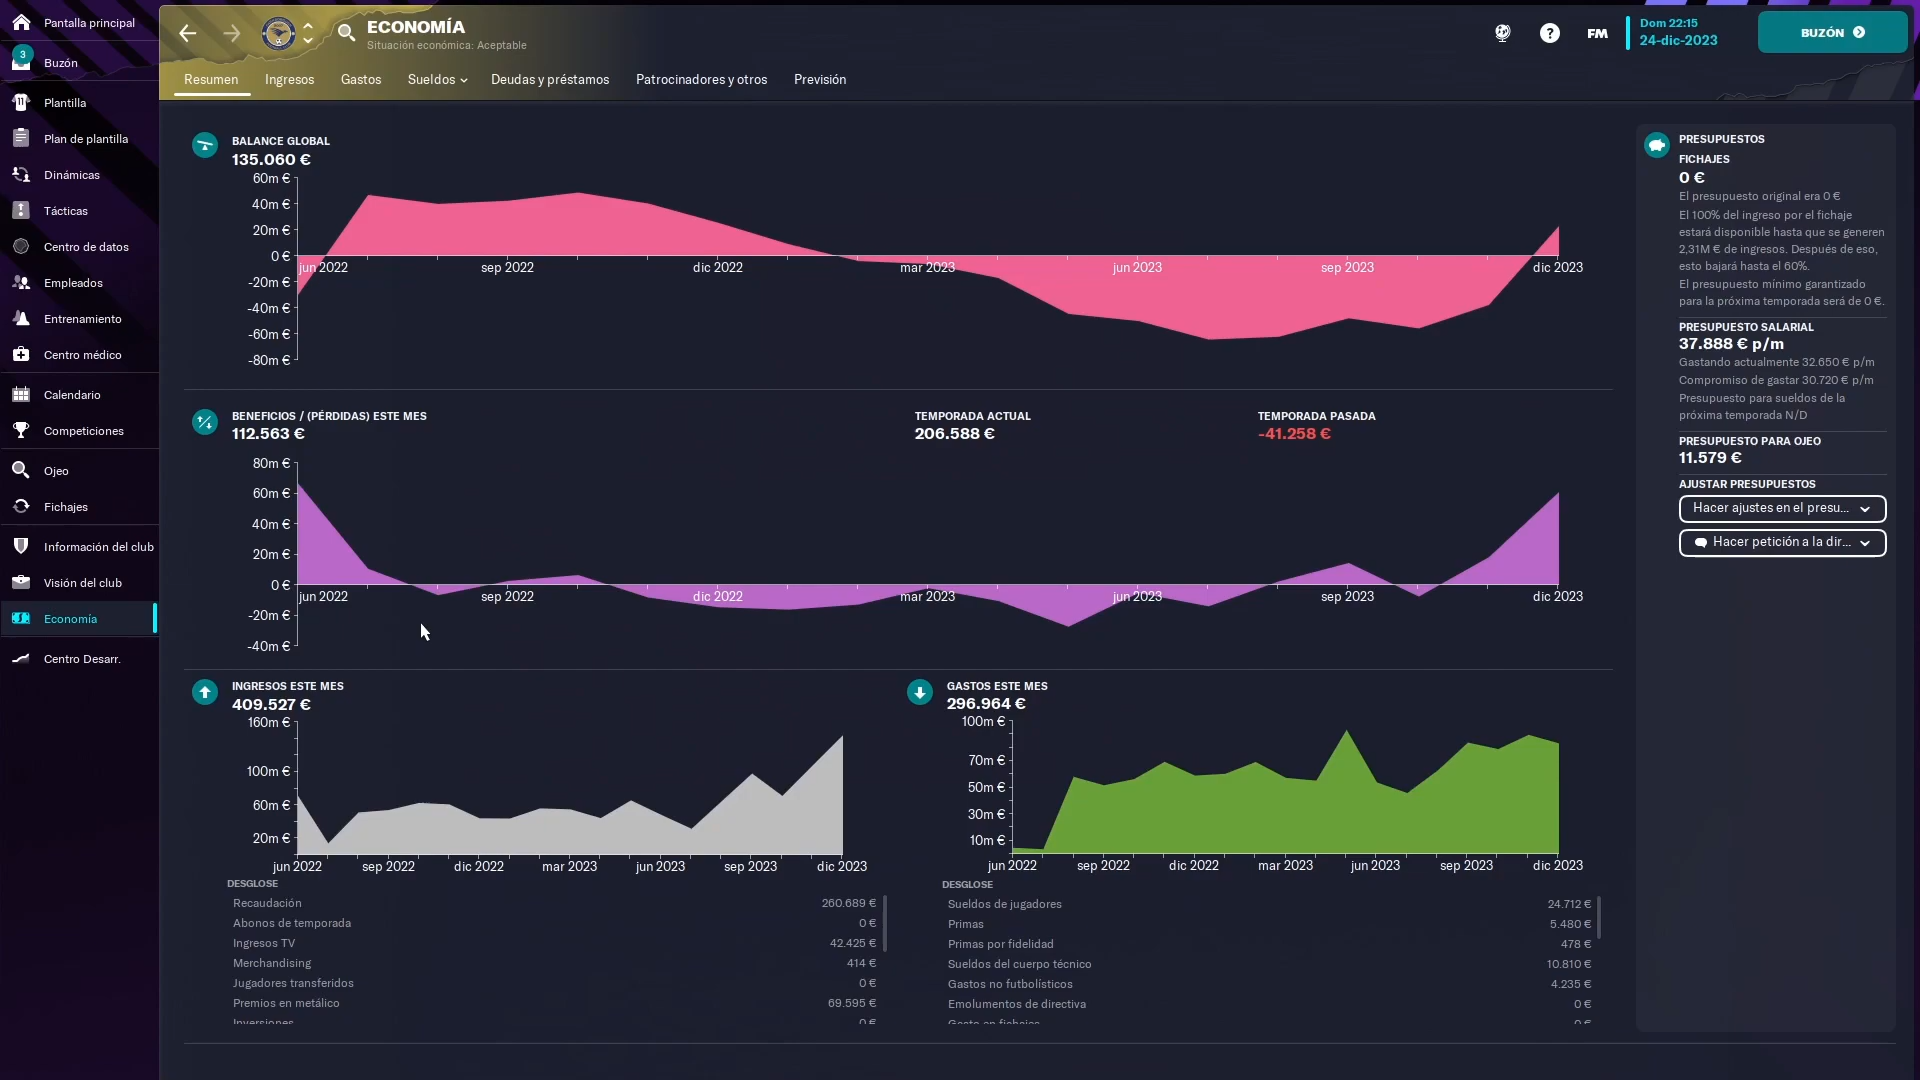 Pantalla principal
3
Buzón
Plantilla
Plan de plantilla
Dinámicas
Tácticas
Centro de datos
Empleados
Entrenamiento
Centro médico
Calendario
Competiciones
Ojeo
Fichajes
Información del club
Visión del club
Economía
Centro Desarr.
ECONOMÍA
Situación económica: Aceptable
?
FM
Dom 22:15
24-dic-2023
BUZÓN
Resumen
Ingresos
Gastos
Sueldos
Deudas y préstamos
Patrocinadores y otros
Previsión
BALANCE GLOBAL
135.060 €
60m €
40m €
20m €
0 €
-20m €
-40m €
-60m €
-80m €
jun 2022
sep 2022
dic 2022
mar 2023
jun 2023
sep 2023
dic 2023
BENEFICIOS / (PÉRDIDAS) ESTE MES
112.563 €
TEMPORADA ACTUAL
206.588 €
TEMPORADA PASADA
-41.258 €
80m €
60m €
40m €
20m €
0 €
-20m €
-40m €
jun 2022
sep 2022
dic 2022
mar 2023
jun 2023
sep 2023
dic 2023
INGRESOS ESTE MES
409.527 €
160m €
100m €
60m €
20m €
jun 2022
sep 2022
dic 2022
mar 2023
jun 2023
sep 2023
dic 2023
DESGLOSE
Recaudación 260.689 €
Abonos de temporada 0 €
Ingresos TV 42.425 €
Merchandising 414 €
Jugadores transferidos 0 €
Premios en metálico 69.595 €
Inversiones 0 €
GASTOS ESTE MES
296.964 €
100m €
70m €
50m €
30m €
10m €
jun 2022
sep 2022
dic 2022
mar 2023
jun 2023
sep 2023
dic 2023
DESGLOSE
Sueldos de jugadores 24.712 €
Primas 5.480 €
Primas por fidelidad 478 €
Sueldos del cuerpo técnico 10.810 €
Gastos no futbolísticos 4.235 €
Emolumentos de directiva 0 €
Gasto en fichajes 0 €
PRESUPUESTOS
FICHAJES
0 €
El presupuesto original era 0 €
El 100% del ingreso por el fichaje
estará disponible hasta que se generen
2,31M € de ingresos. Después de eso,
esto bajará hasta el 60%.
El presupuesto mínimo garantizado
para la próxima temporada será de 0 €.
PRESUPUESTO SALARIAL
37.888 € p/m
Gastando actualmente 32.650 € p/m
Compromiso de gastar 30.720 € p/m
Presupuesto para sueldos de la
próxima temporada N/D
PRESUPUESTO PARA OJEO
11.579 €
AJUSTAR PRESUPUESTOS
Hacer ajustes en el presu...
Hacer petición a la dir...